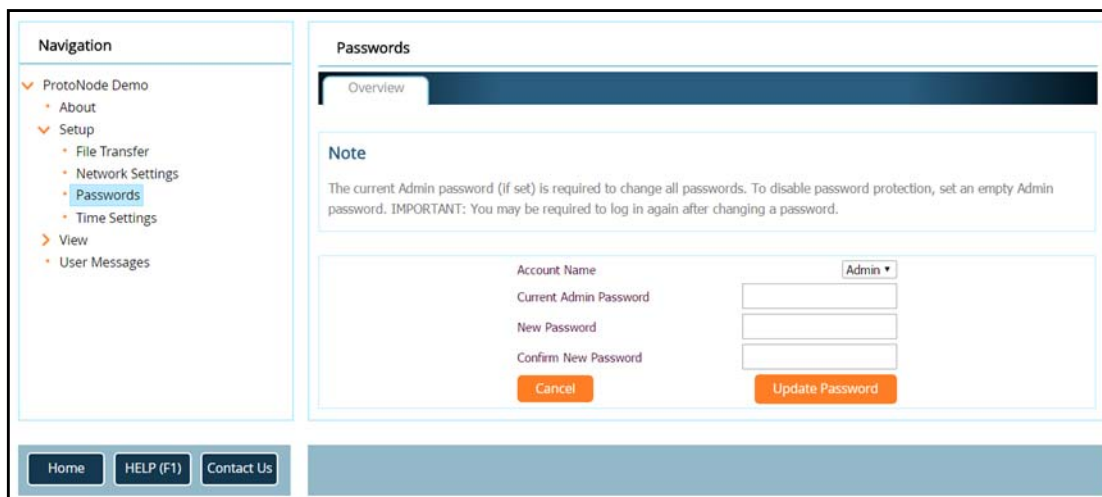 Navigation
ProtoNode Demo
About
Setup
File Transfer
Network Settings
Passwords
Time Settings
View
User Messages
Passwords
Overview
Note
The current Admin password (if set) is required to change all passwords. To disable password protection, set an empty Admin
password. IMPORTANT: You may be required to log in again after changing a password.
Account Name
Admin
Current Admin Password
New Password
Confirm New Password
Cancel
Update Password
Home
HELP (F1)
Contact Us